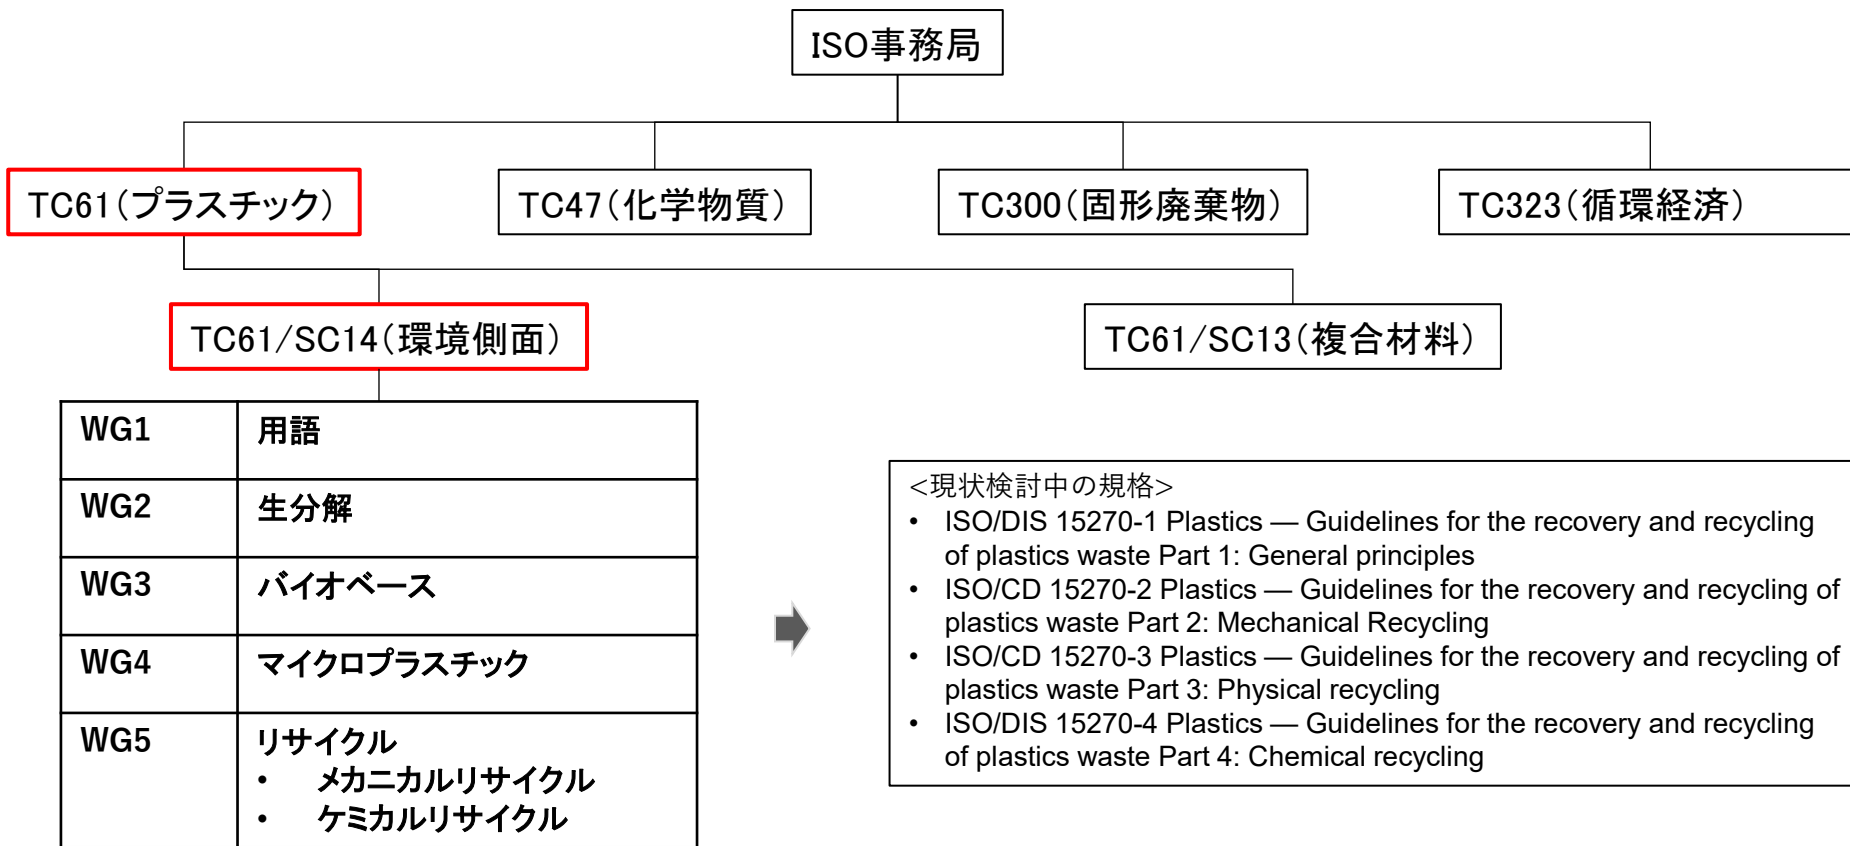 ISO事務局
TC61(プラスチック)
TC47(化学物質)
TC300(固形廃棄物)
TC323(循環経済)
TC61/SC14(環境側面)
TC61/SC13(複合材料)
WG1 用語
WG2 生分解
WG3 バイオベース
WG4 マイクロプラスチック
WG5 リサイクル
• メカニカルリサイクル
• ケミカルリサイクル
<現状検討中の規格>
• ISO/DIS 15270-1 Plastics — Guidelines for the recovery and recycling
of plastics waste Part 1: General principles
• ISO/CD 15270-2 Plastics — Guidelines for the recovery and recycling of
plastics waste Part 2: Mechanical Recycling
• ISO/CD 15270-3 Plastics — Guidelines for the recovery and recycling of
plastics waste Part 3: Physical recycling
• ISO/DIS 15270-4 Plastics — Guidelines for the recovery and recycling
of plastics waste Part 4: Chemical recycling